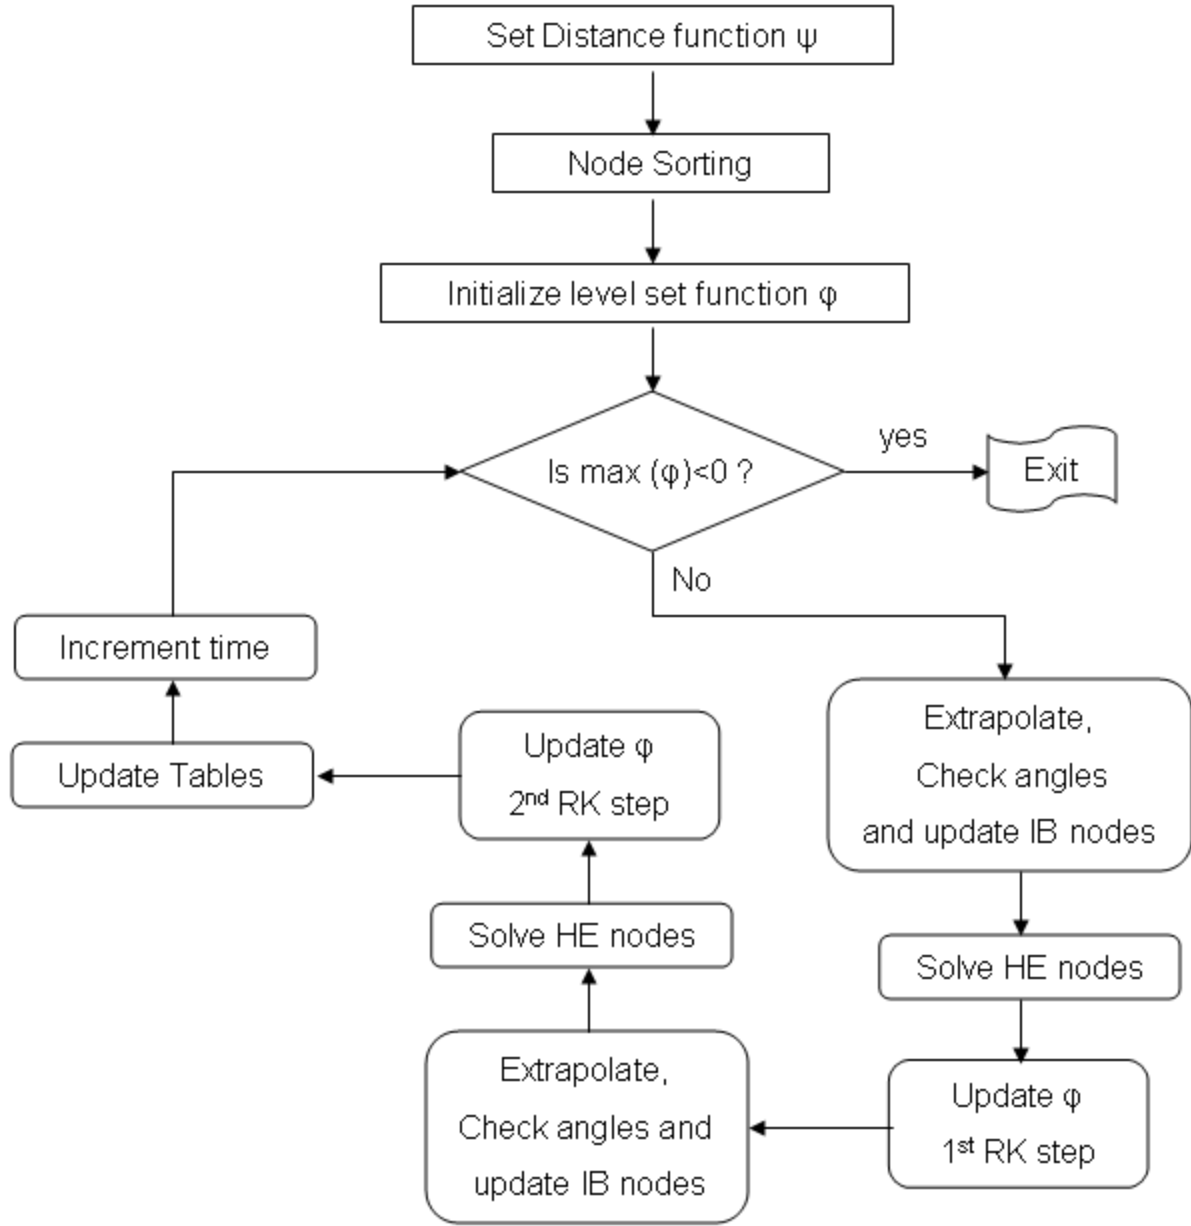 Set Distance function ψ
Node Sorting
Initialize level set function φ
Is max (φ)<0 ?
yes
Exit
No
Extrapolate,
Check angles
and update IB nodes
Solve HE nodes
Update φ
1st RK step
Extrapolate,
Check angles and
update IB nodes
Solve HE nodes
Update φ
2nd RK step
Update Tables
Increment time